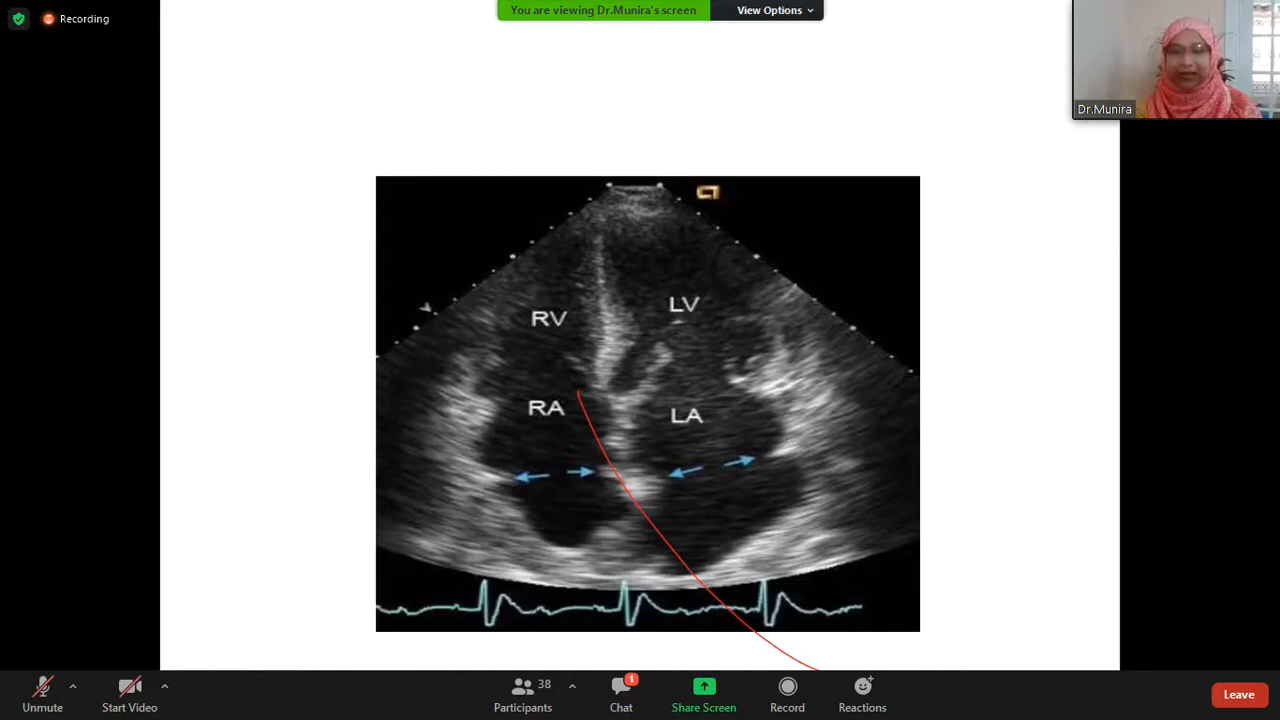 Recording
You are viewing Dr.Munira's screen
View Options
Dr.Munira
RV
LV
RA
LA
Unmute
Start Video
38
Participants
1
Chat
Share Screen
Record
Reactions
Leave